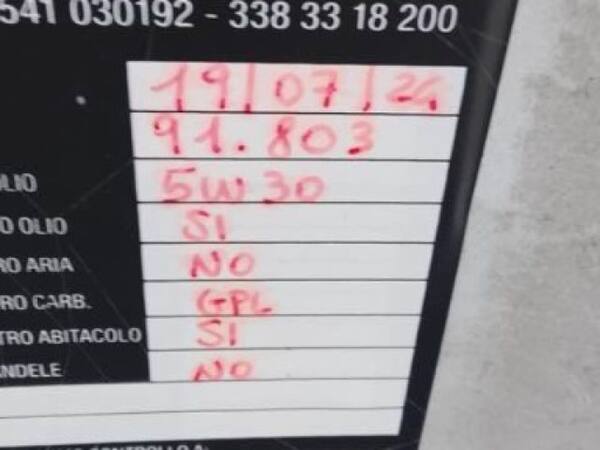 541 030192 - 338 33 18 200
19/07/24
91.803
LIO 5W30
O OLIO SI
RO ARIA NO
RO CARB. GPL
TRO ABITACOLO SI
NDELE NO